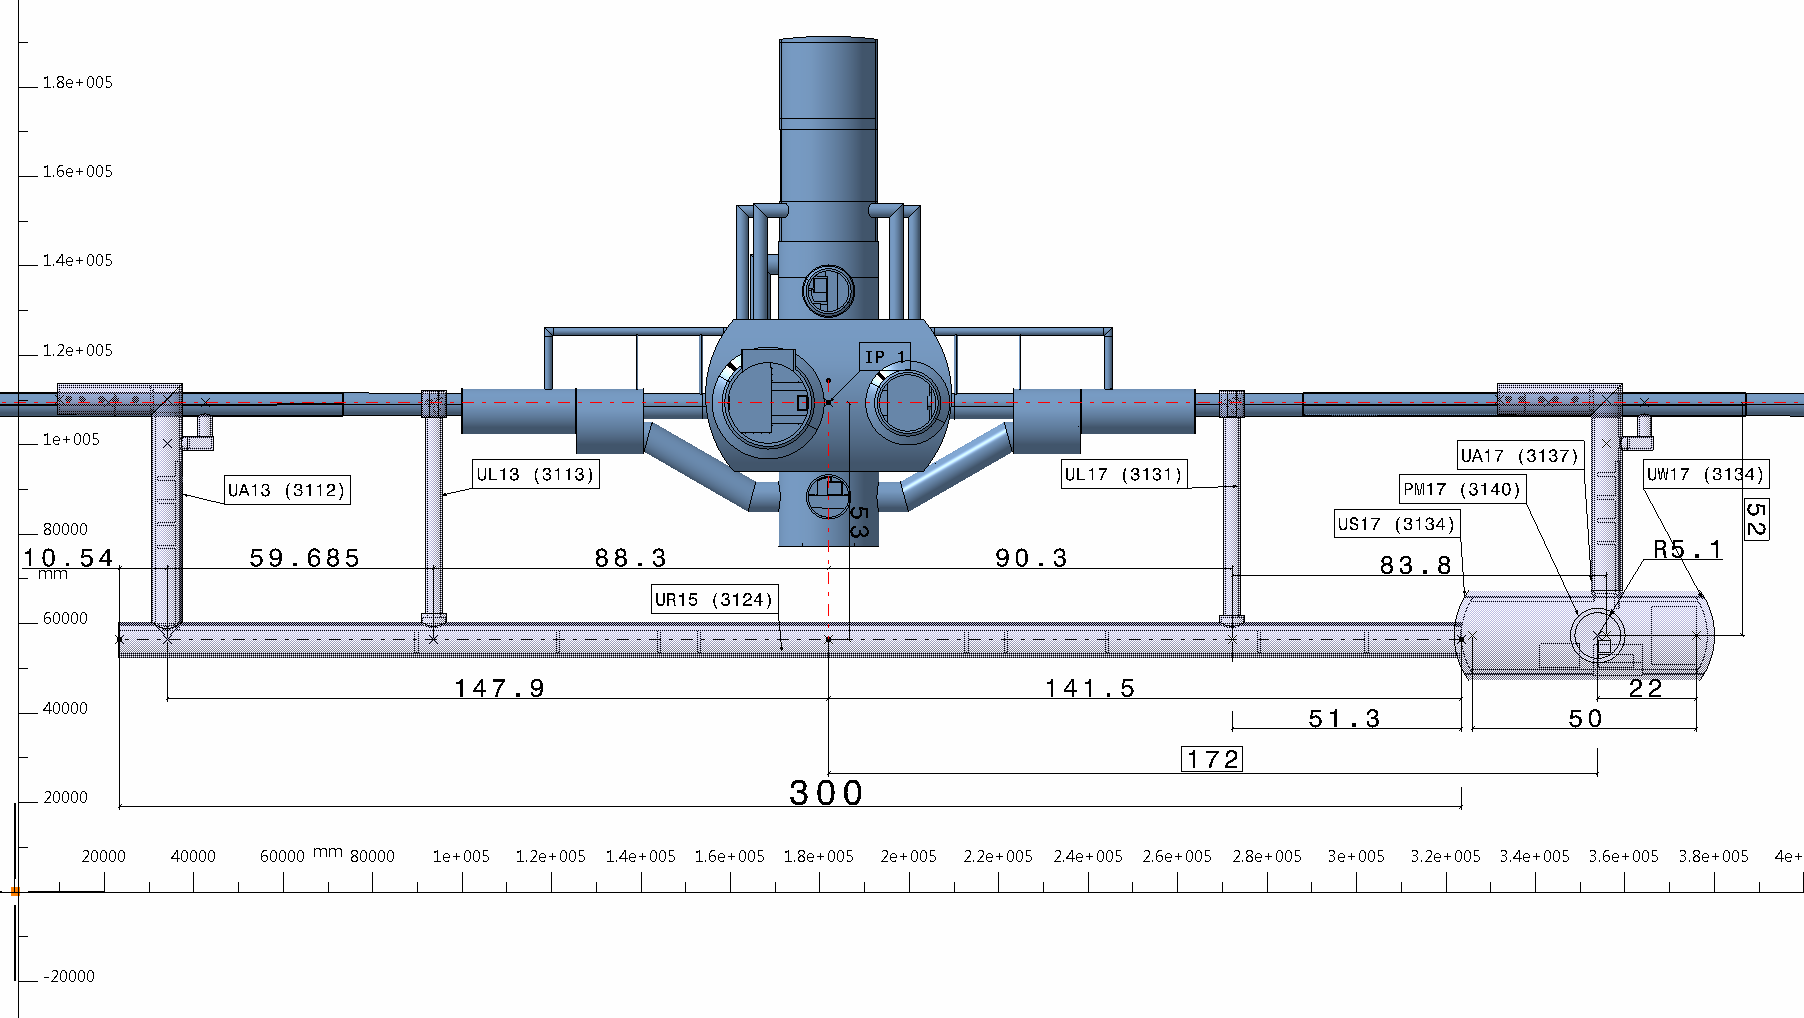 1.8e+005
1.6e+005
1.4e+005
1.2e+005
IP 1
1e+005
UA13 (3112)
UL13 (3113)
UL17 (3131)
UA17 (3137)
UW17 (3134)
PM17 (3140)
US17 (3134)
53
52
80000
10.54
mm
59.685
88.3
90.3
83.8
R5.1
UR15 (3124)
60000
147.9
141.5
22
40000
51.3
50
172
300
20000
20000 40000 60000 mm 80000 1e+005 1.2e+005 1.4e+005 1.6e+005 1.8e+005 2e+005 2.2e+005 2.4e+005 2.6e+005 2.8e+005 3e+005 3.2e+005 3.4e+005 3.6e+005 3.8e+005 4e+
-20000